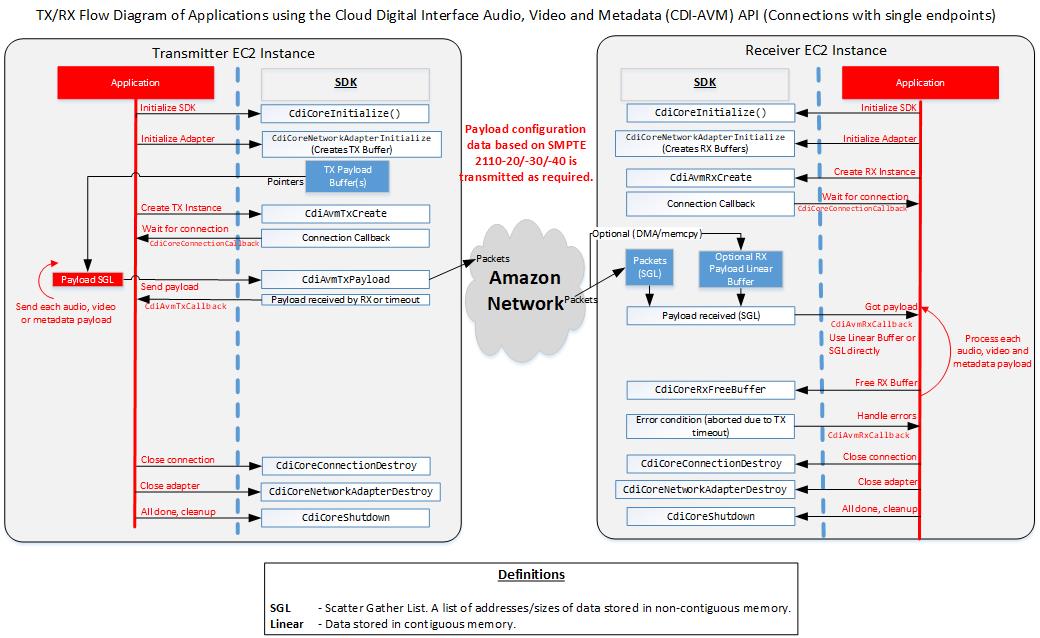 TX/RX Flow Diagram of Applications using the Cloud Digital Interface Audio, Video and Metadata (CDI-AVM) API (Connections with single endpoints)
Transmitter EC2 Instance
Application
SDK
Initialize SDK
CdiCoreInitialize()
Initialize Adapter
CdiCoreNetworkAdapterInitialize
(Creates TX Buffer)
TX Payload
Buffer(s)
Pointers
Create TX Instance
CdiAvmTxCreate
Wait for connection
CdiCoreConnectionCallback
Connection Callback
Payload SGL
Send payload
CdiAvmTxPayload
Send each audio, video
or metadata payload
CdiAvmTxCallback
Payload received by RX or timeout
Close connection
CdiCoreConnectionDestroy
Close adapter
CdiCoreNetworkAdapterDestroy
All done, cleanup
CdiCoreShutdown
Payload configuration
data based on SMPTE
2110-20/-30/-40 is
transmitted as required.
Packets
Amazon
Network
Packets
Receiver EC2 Instance
SDK
Application
CdiCoreInitialize()
Initialize SDK
CdiCoreNetworkAdapterInitialize
(Creates RX Buffers)
Initialize Adapter
CdiAvmRxCreate
Create RX Instance
Connection Callback
Wait for connection
CdiCoreConnectionCallback
Optional (DMA/memcpy)
Packets
(SGL)
Optional RX
Payload Linear
Buffer
Payload received (SGL)
Got payload
CdiAvmRxCallback
Use Linear Buffer or
SGL directly
Process each
audio, video and
metadata payload
CdiCoreRxFreeBuffer
Free RX Buffer
Error condition (aborted due to TX
timeout)
Handle errors
CdiAvmRxCallback
CdiCoreConnectionDestroy
Close connection
CdiCoreNetworkAdapterDestroy
Close adapter
CdiCoreShutdown
All done, cleanup
Definitions
SGL - Scatter Gather List. A list of addresses/sizes of data stored in non-contiguous memory.
Linear - Data stored in contiguous memory.